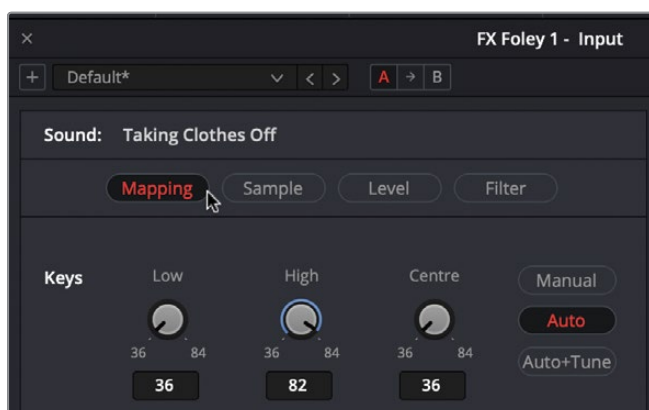 × FX Foley 1 - Input
+ Default* < > A → B
Sound: Taking Clothes Off
Mapping Sample Level Filter
Keys Low High Centre Manual
Auto
36 84 36 84 36 84
Auto+Tune
36 82 36